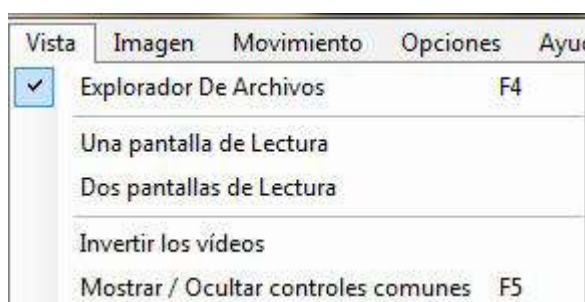 Vista Imagen Movimiento Opciones
Explorador De Archivos F4
Una pantalla de Lectura
Dos pantallas de Lectura
Invertir los vídeos
Mostrar / Ocultar controles comunes F5